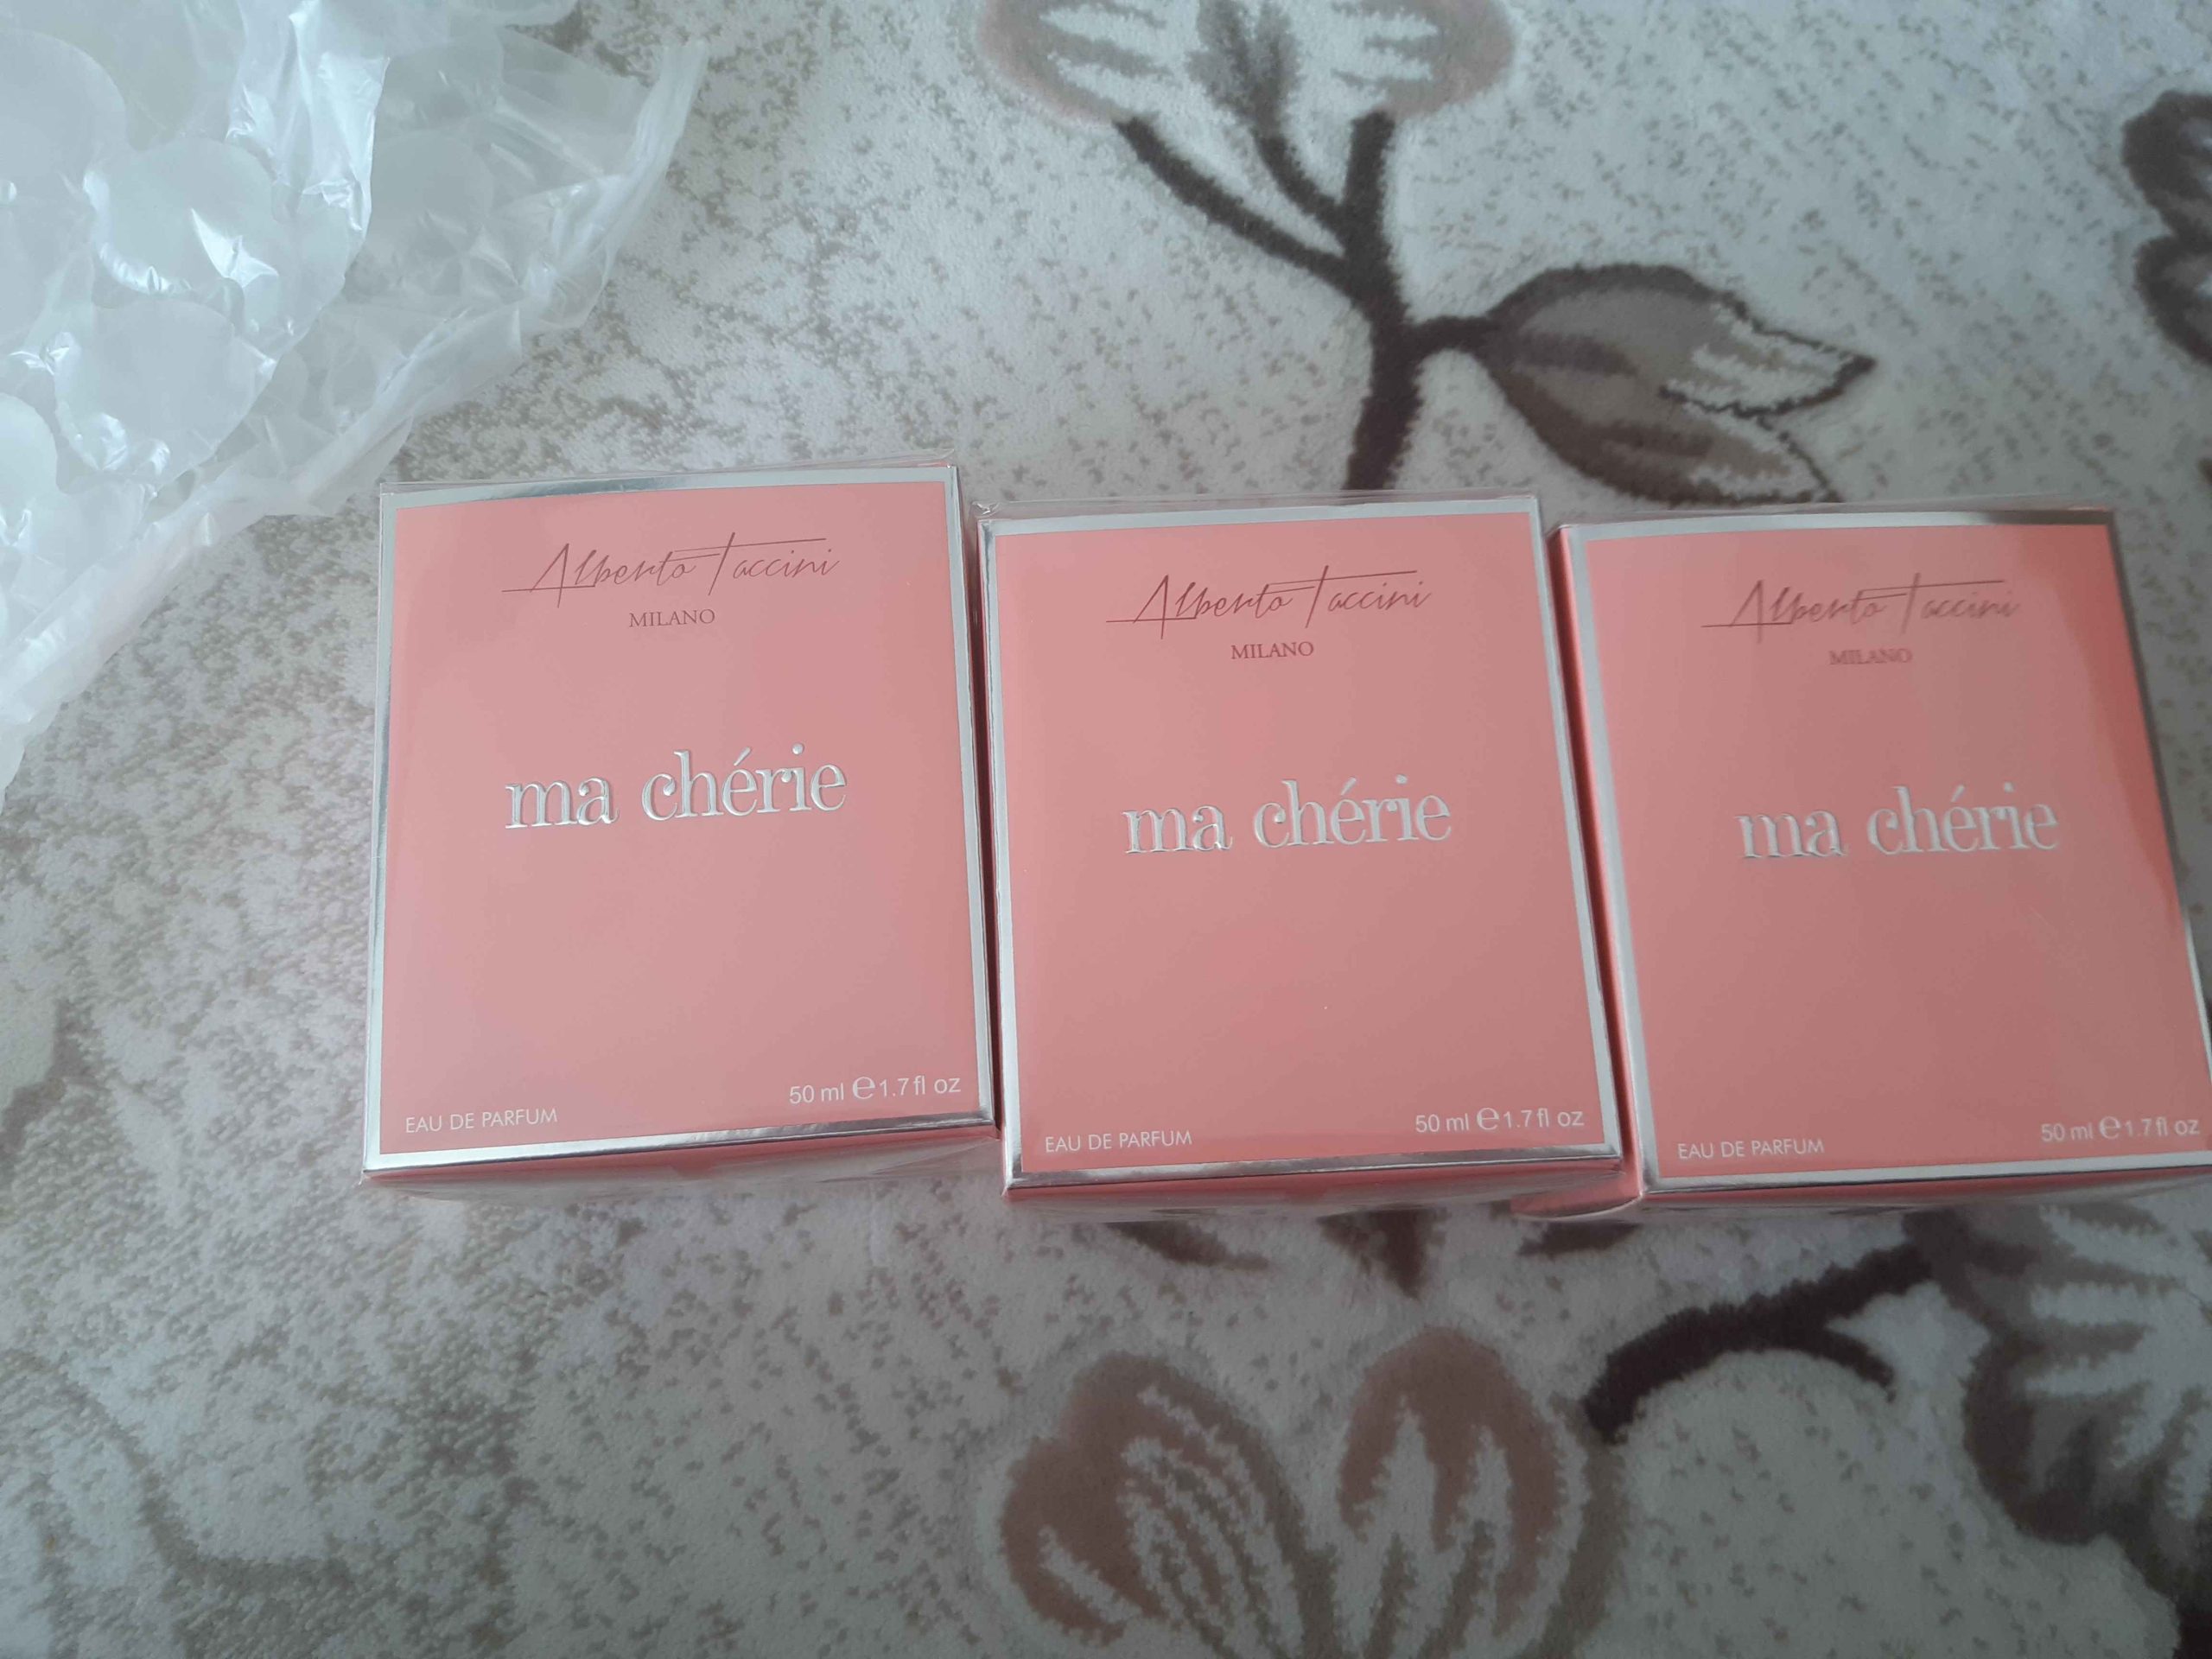 Alberto Taccini
MILANO
ma chérie
EAU DE PARFUM
50 ml ℮ 1.7 fl oz
Alberto Taccini
MILANO
ma chérie
EAU DE PARFUM
50 ml ℮ 1.7 fl oz
Alberto Taccini
MILANO
ma chérie
EAU DE PARFUM
50 ml ℮ 1.7 fl oz